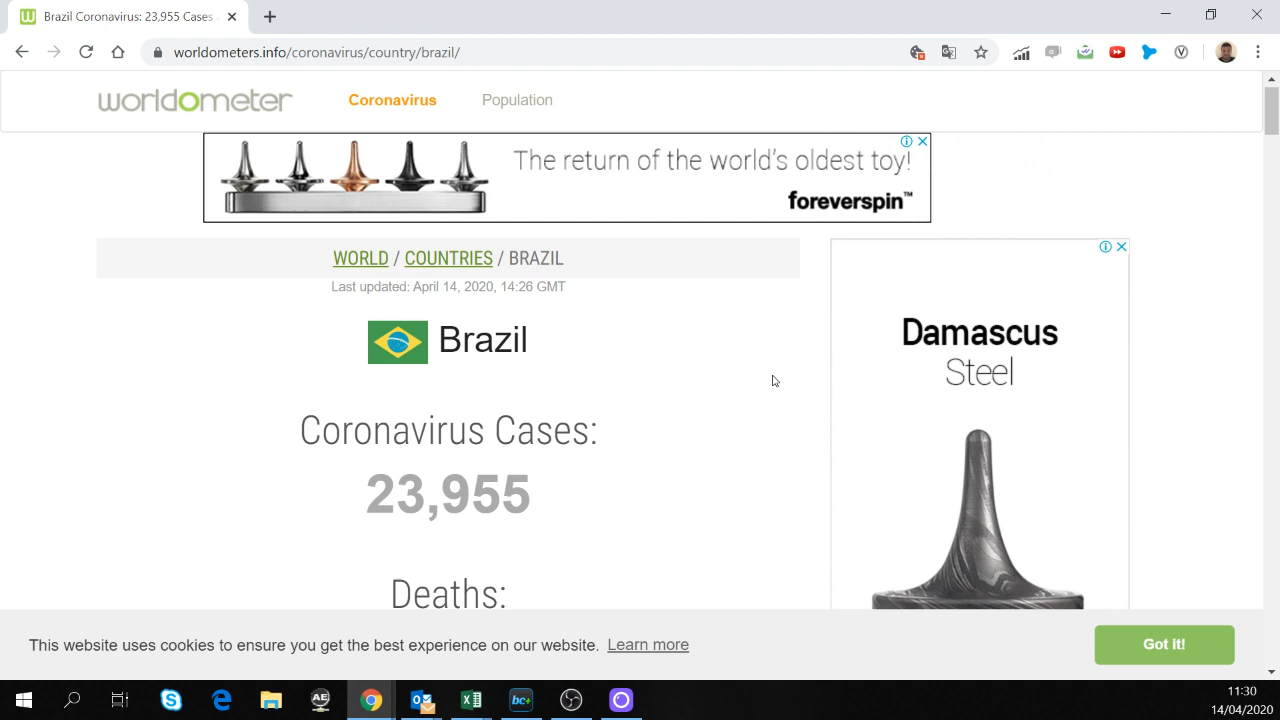 Brazil Coronavirus: 23,955 Cases
worldometers.info/coronavirus/country/brazil/
worldometer
Coronavirus
Population
The return of the world's oldest toy!
foreverspin™
WORLD / COUNTRIES / BRAZIL
Last updated: April 14, 2020, 14:26 GMT
Brazil
Coronavirus Cases:
23,955
Deaths:
Damascus
Steel
This website uses cookies to ensure you get the best experience on our website. Learn more
Got it!
AE
bc+
11:30
14/04/2020